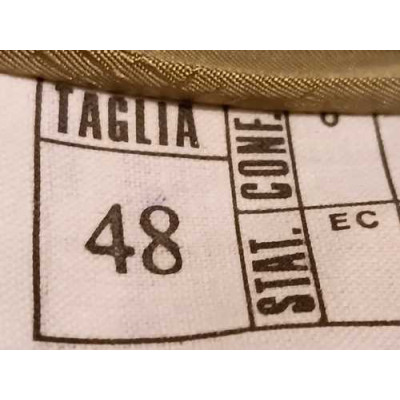 TAGLIA
48
CONF.
STAT.
EC